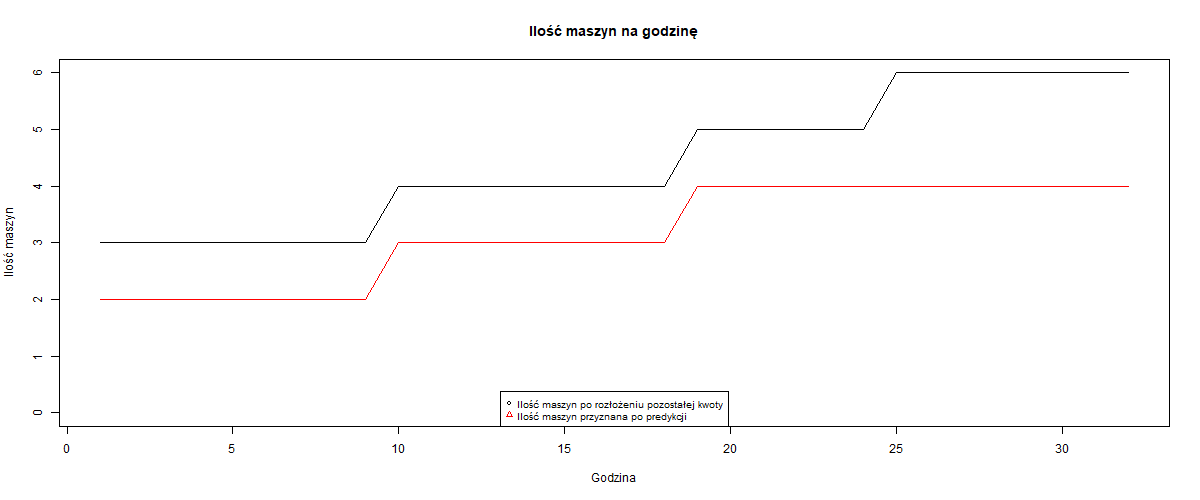 Ilość maszyn na godzinę
Ilość maszyn
6
5
4
3
2
1
0
Ilość maszyn po rozłożeniu pozostałej kwoty
Ilość maszyn przyznana po predykcji
0 5 10 15 20 25 30
Godzina